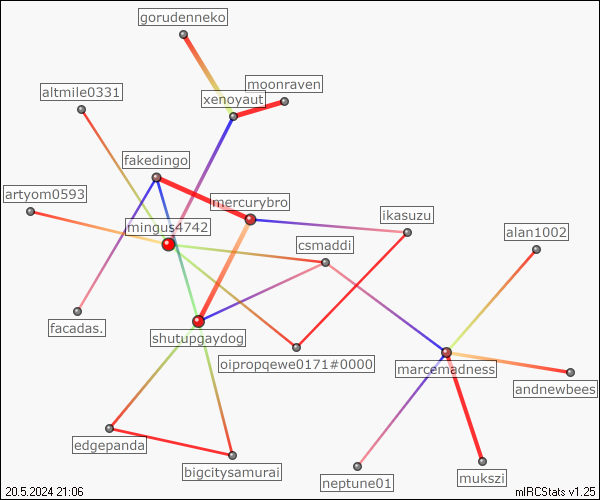 gorudenneko
moonraven
altmile0331
xenoyaut
fakedingo
artyom0593
mercurybro
ikasuzu
mingus4742
alan1002
csmaddi
facadas.
shutupgaydog
oipropqewe0171#0000
marcemadness
andnewbees
edgepanda
bigcitysamurai
mukszi
neptune01
20.5.2024 21:06
mIRCStats v1.25